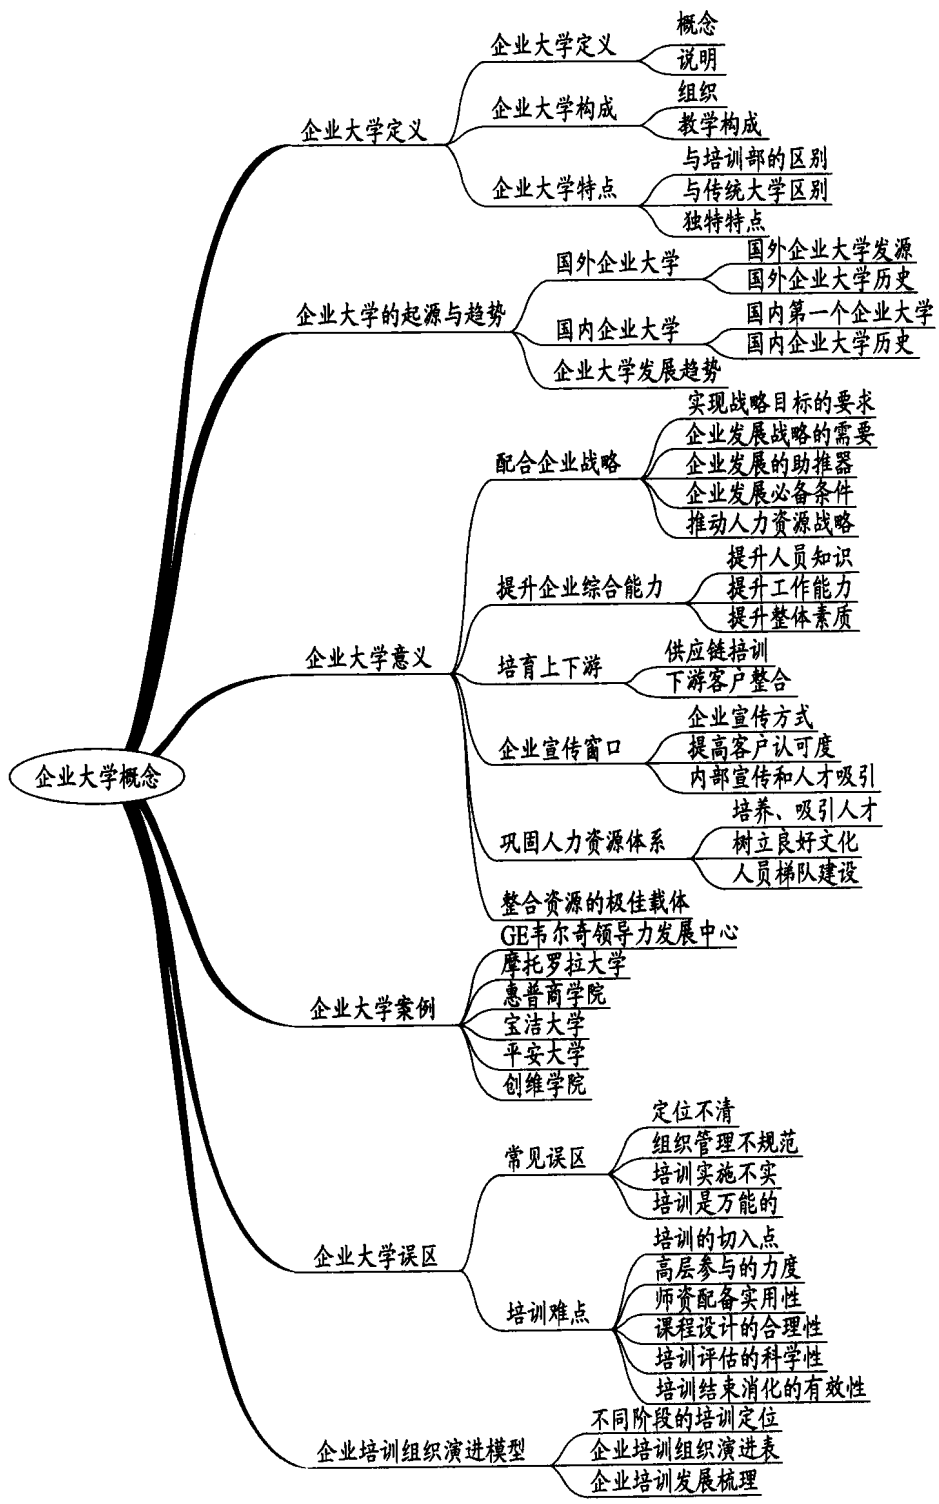 企业大学概念
企业大学定义
企业大学定义
概念
说明
企业大学构成
组织
教学构成
企业大学特点
与培训部的区别
与传统大学区别
独特特点
企业大学的起源与趋势
国外企业大学
国外企业大学发源
国外企业大学历史
国内企业大学
国内第一个企业大学
国内企业大学历史
企业大学发展趋势
企业大学意义
配合企业战略
实现战略目标的要求
企业发展战略的需要
企业发展的助推器
企业发展必备条件
推动人力资源战略
提升企业综合能力
提升人员知识
提升工作能力
提升整体素质
培育上下游
供应链培训
下游客户整合
企业宣传窗口
企业宣传方式
提高客户认可度
内部宣传和人才吸引
巩固人力资源体系
培养、吸引人才
树立良好文化
人员梯队建设
整合资源的极佳载体
企业大学案例
GE韦尔奇领导力发展中心
摩托罗拉大学
惠普商学院
宝洁大学
平安大学
创维学院
企业大学误区
常见误区
定位不清
组织管理不规范
培训实施不实
培训是万能的
培训难点
培训的切入点
高层参与的力度
师资配备实用性
课程设计的合理性
培训评估的科学性
培训结束消化的有效性
企业培训组织演进模型
不同阶段的培训定位
企业培训组织演进表
企业培训发展梳理